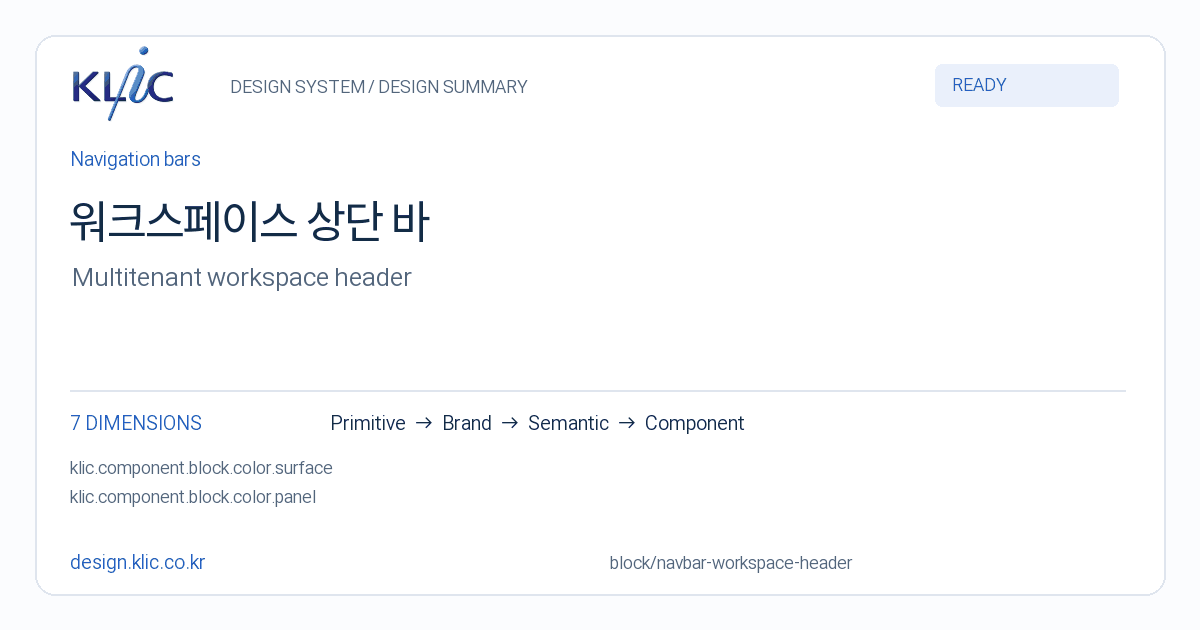 KLiC
DESIGN SYSTEM / DESIGN SUMMARY
READY
Navigation bars
워크스페이스 상단 바
Multitenant workspace header
7 DIMENSIONS
Primitive → Brand → Semantic → Component
klic.component.block.color.surface
klic.component.block.color.panel
design.klic.co.kr
block/navbar-workspace-header